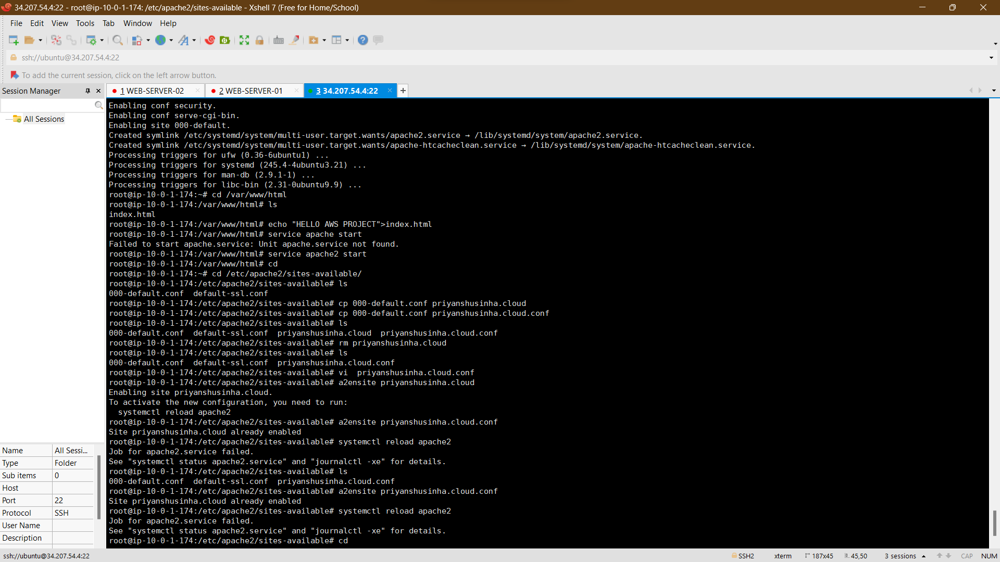 34.207.54.4:22 - root@ip-10-0-1-174: /etc/apache2/sites-available - Xshell 7 (Free for Home/School)
File Edit View Tools Tab Window Help
ssh://ubuntu@34.207.54.4:22
To add the current session, click on the left arrow button.
Session Manager
1 WEB-SERVER-02
2 WEB-SERVER-01
3 34.207.54.4:22
All Sessions
Enabling conf security.
Enabling conf serve-cgi-bin.
Enabling site 000-default.
Created symlink /etc/systemd/system/multi-user.target.wants/apache2.service → /lib/systemd/system/apache2.service.
Created symlink /etc/systemd/system/multi-user.target.wants/apache-htcacheclean.service → /lib/systemd/system/apache-htcacheclean.service.
Processing triggers for ufw (0.36-6ubuntu1) ...
Processing triggers for systemd (245.4-4ubuntu3.21) ...
Processing triggers for man-db (2.9.1-1) ...
Processing triggers for libc-bin (2.31-0ubuntu9.9) ...
root@ip-10-0-1-174:~# cd /var/www/html
root@ip-10-0-1-174:/var/www/html# ls
index.html
root@ip-10-0-1-174:/var/www/html# echo "HELLO AWS PROJECT">index.html
root@ip-10-0-1-174:/var/www/html# service apache start
Failed to start apache.service: Unit apache.service not found.
root@ip-10-0-1-174:/var/www/html# service apache2 start
root@ip-10-0-1-174:/var/www/html# cd
root@ip-10-0-1-174:~# cd /etc/apache2/sites-available/
root@ip-10-0-1-174:/etc/apache2/sites-available# ls
000-default.conf  default-ssl.conf
root@ip-10-0-1-174:/etc/apache2/sites-available# cp 000-default.conf priyanshusinha.cloud
root@ip-10-0-1-174:/etc/apache2/sites-available# cp 000-default.conf priyanshusinha.cloud.conf
root@ip-10-0-1-174:/etc/apache2/sites-available# ls
000-default.conf  default-ssl.conf  priyanshusinha.cloud  priyanshusinha.cloud.conf
root@ip-10-0-1-174:/etc/apache2/sites-available# rm priyanshusinha.cloud
root@ip-10-0-1-174:/etc/apache2/sites-available# ls
000-default.conf  default-ssl.conf  priyanshusinha.cloud.conf
root@ip-10-0-1-174:/etc/apache2/sites-available# vi  priyanshusinha.cloud.conf
root@ip-10-0-1-174:/etc/apache2/sites-available# a2ensite priyanshusinha.cloud
Enabling site priyanshusinha.cloud.
To activate the new configuration, you need to run:
  systemctl reload apache2
root@ip-10-0-1-174:/etc/apache2/sites-available# a2ensite priyanshusinha.cloud.conf
Site priyanshusinha.cloud already enabled
root@ip-10-0-1-174:/etc/apache2/sites-available# systemctl reload apache2
Job for apache2.service failed.
See "systemctl status apache2.service" and "journalctl -xe" for details.
root@ip-10-0-1-174:/etc/apache2/sites-available# ls
000-default.conf  default-ssl.conf  priyanshusinha.cloud.conf
root@ip-10-0-1-174:/etc/apache2/sites-available# a2ensite priyanshusinha.cloud.conf
Site priyanshusinha.cloud already enabled
root@ip-10-0-1-174:/etc/apache2/sites-available# systemctl reload apache2
Job for apache2.service failed.
See "systemctl status apache2.service" and "journalctl -xe" for details.
root@ip-10-0-1-174:/etc/apache2/sites-available# cd
Name All Sessi...
Type Folder
Sub items 0
Host
Port 22
Protocol SSH
User Name
Description
ssh://ubuntu@34.207.54.4:22 SSH2 xterm 187x45 45,50 3 sessions CAP NUM